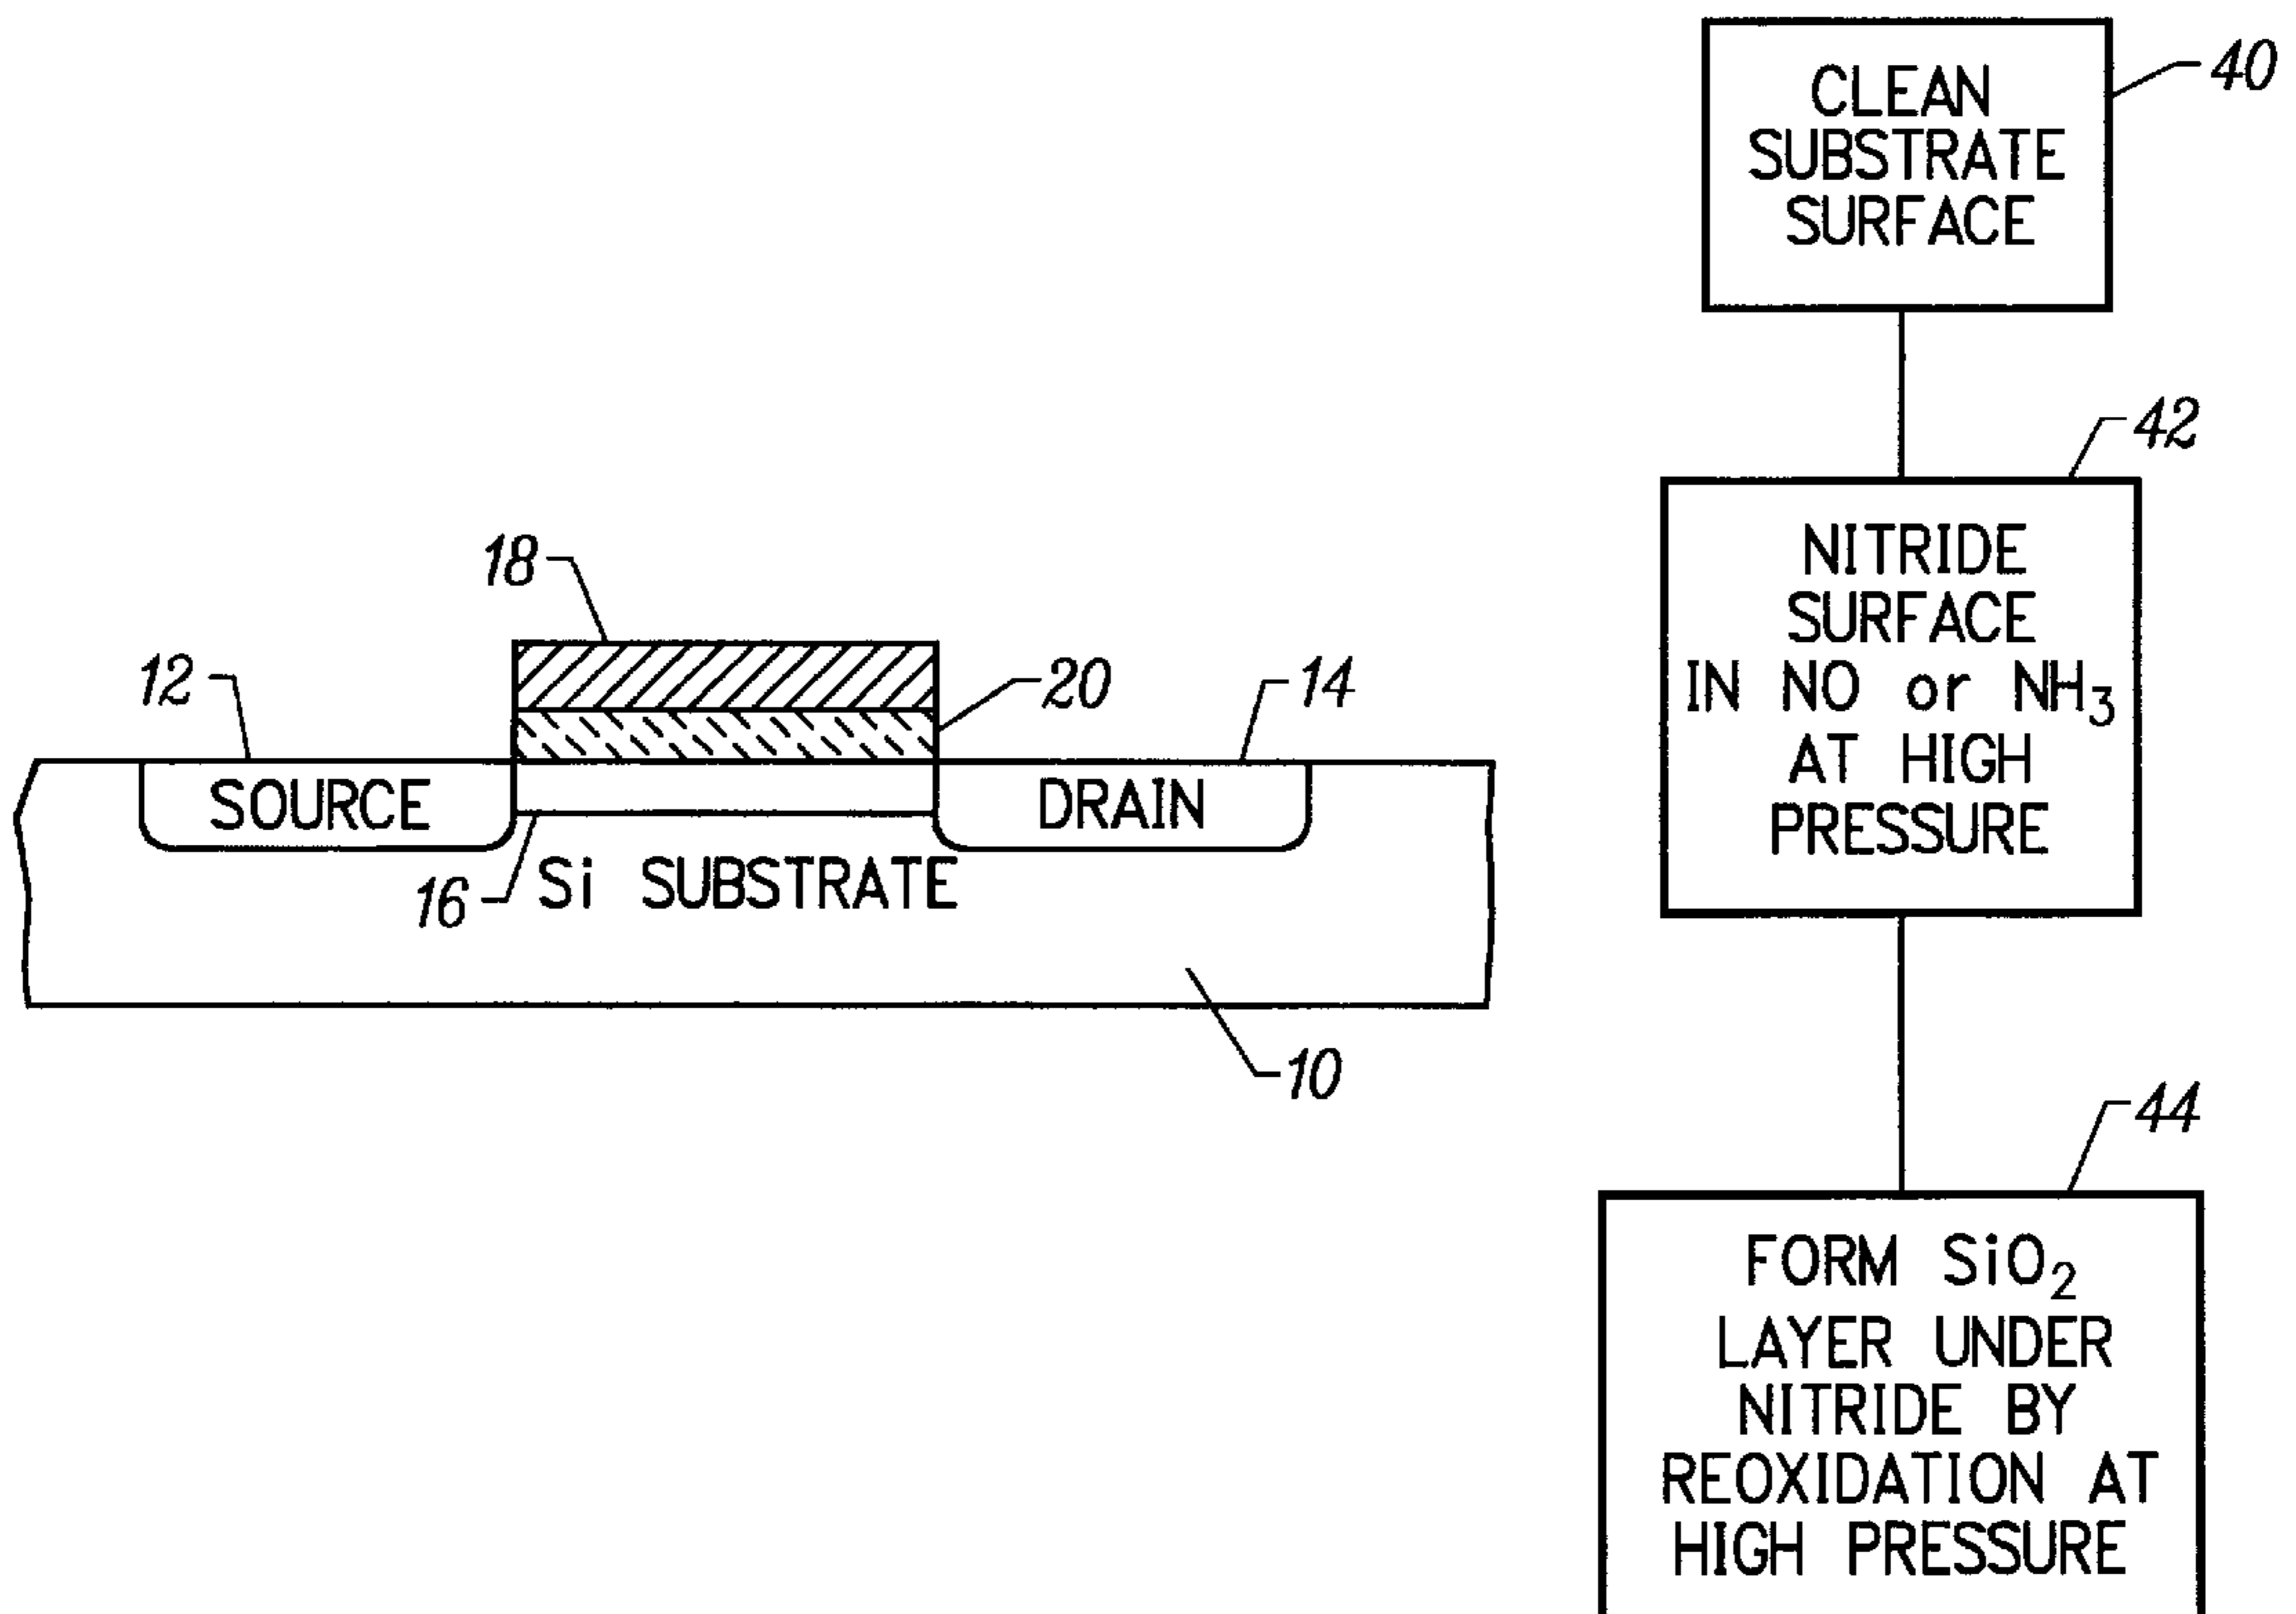 18
12
20
14
SOURCE
DRAIN
16
Si SUBSTRATE
10
40
CLEAN
SUBSTRATE
SURFACE
42
NITRIDE
SURFACE
IN NO or NH₃
AT HIGH
PRESSURE
44
FORM SiO₂
LAYER UNDER
NITRIDE BY
REOXIDATION AT
HIGH PRESSURE